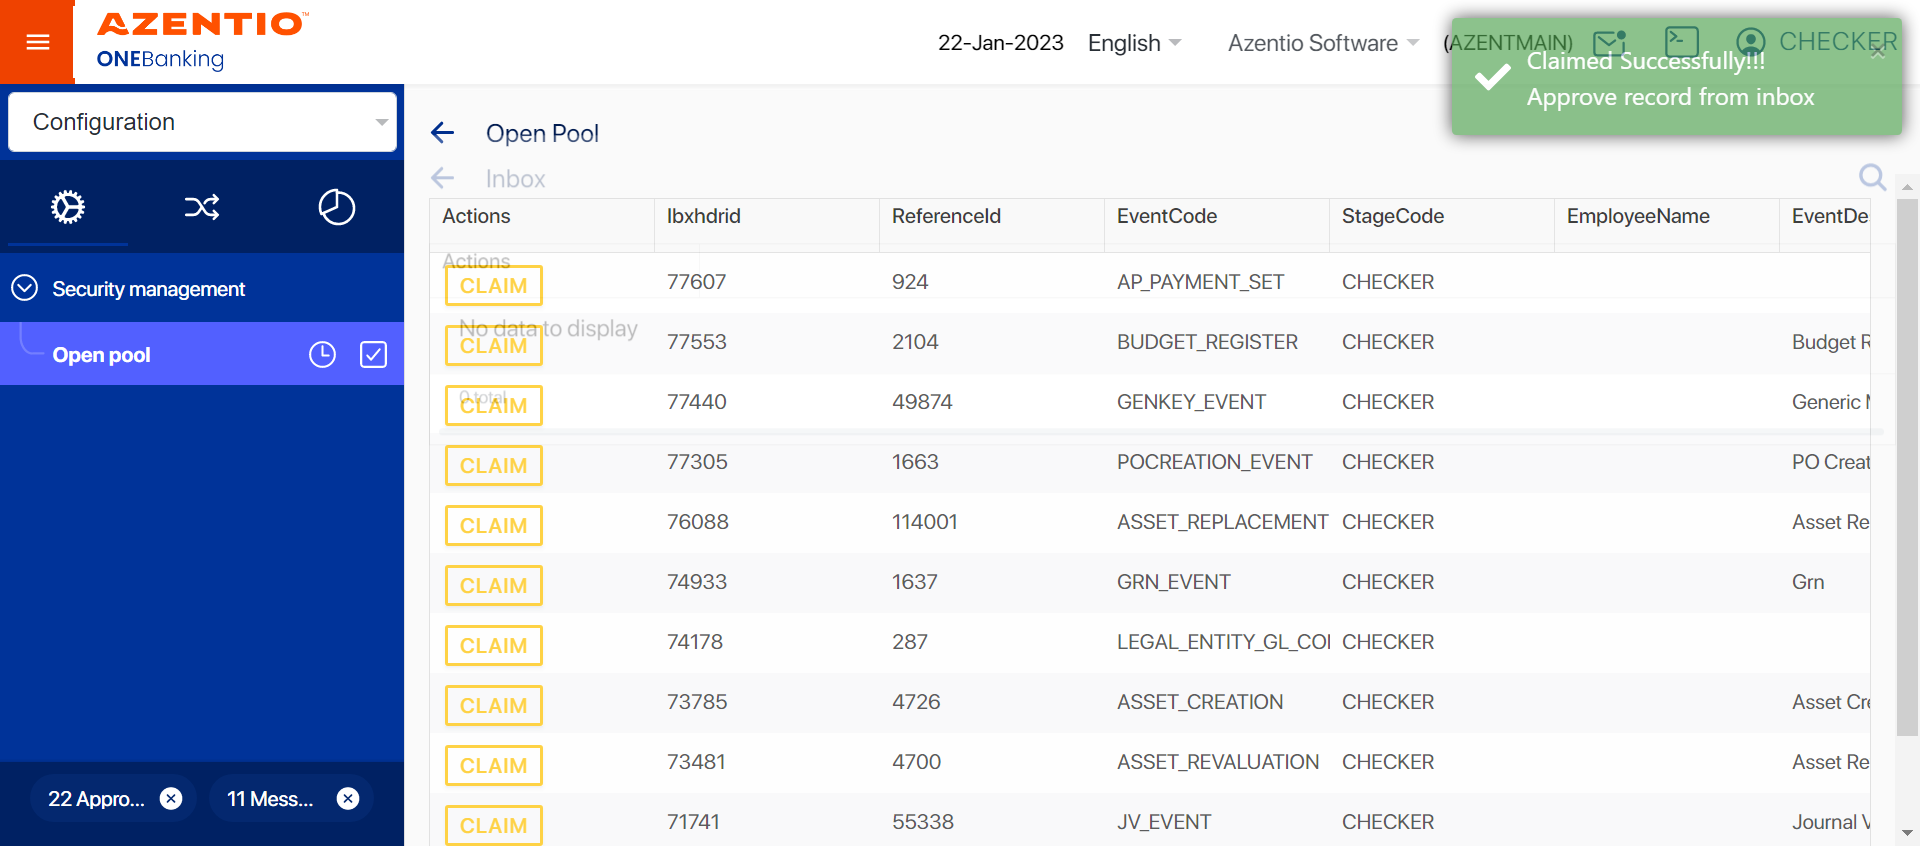 AZENTIO™
ONEBanking
22-Jan-2023 English Azentio Software (AZENTMAIN) CHECKER
Claimed Successfully!!!
Approve record from inbox
Configuration
Security management
Open pool
22 Appro... 11 Mess...
Open Pool
Inbox
Actions Ibxhdrid ReferenceId EventCode StageCode EmployeeName EventDe
Actions
CLAIM 77607 924 AP_PAYMENT_SET CHECKER
No data to display
CLAIM 77553 2104 BUDGET_REGISTER CHECKER Budget R
0 total
CLAIM 77440 49874 GENKEY_EVENT CHECKER Generic M
CLAIM 77305 1663 POCREATION_EVENT CHECKER PO Creat
CLAIM 76088 114001 ASSET_REPLACEMENT CHECKER Asset Re
CLAIM 74933 1637 GRN_EVENT CHECKER Grn
CLAIM 74178 287 LEGAL_ENTITY_GL_COI CHECKER
CLAIM 73785 4726 ASSET_CREATION CHECKER Asset Cre
CLAIM 73481 4700 ASSET_REVALUATION CHECKER Asset Re
CLAIM 71741 55338 JV_EVENT CHECKER Journal V